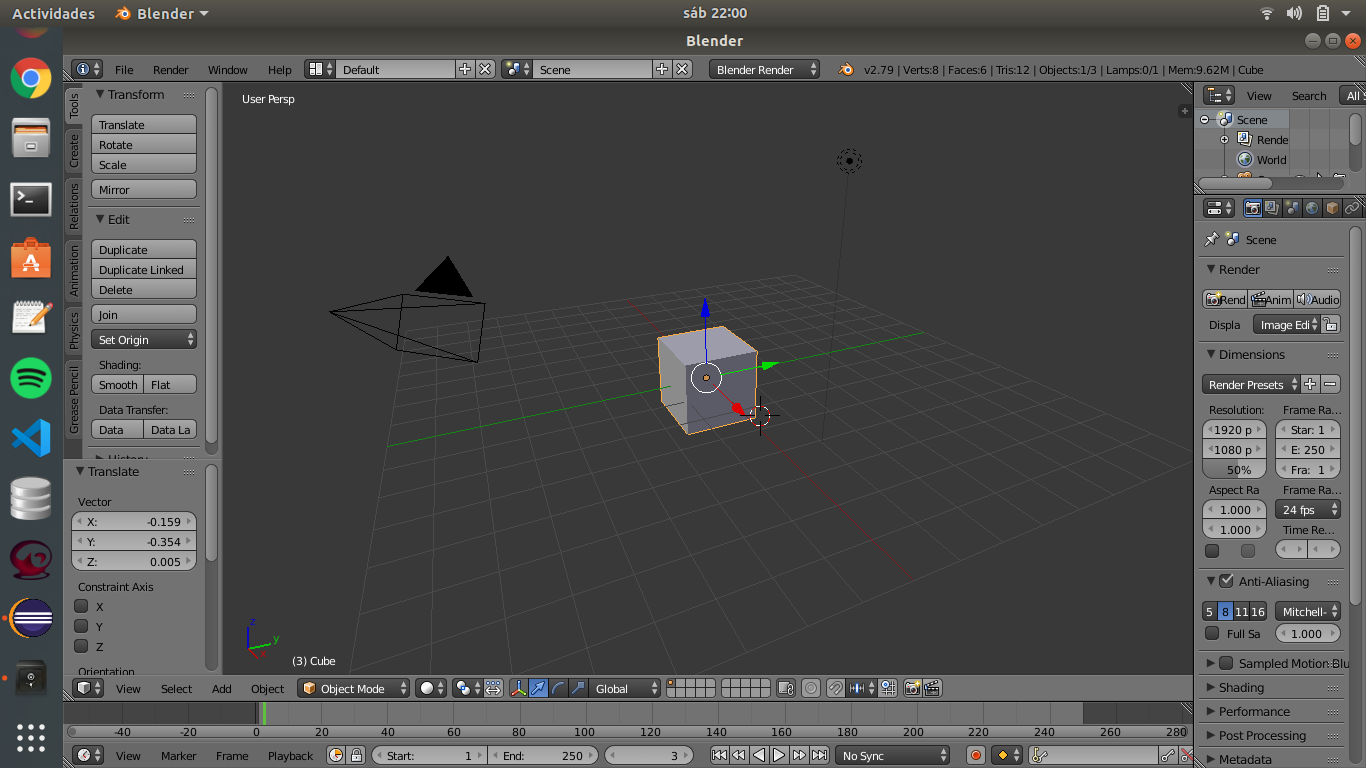 Actividades Blender sáb 22:00
Blender
File Render Window Help Default Scene Blender Render v2.79 | Verts:8 | Faces:6 | Tris:12 | Objects:1/3 | Lamps:0/1 | Mem:9.62M | Cube
Tools
Create
Relations
Animation
Physics
Grease Pencil
Transform
Translate
Rotate
Scale
Mirror
Edit
Duplicate
Duplicate Linked
Delete
Join
Set Origin
Shading:
Smooth Flat
Data Transfer:
Data Data La
History
Translate
Vector
X: -0.159
Y: -0.354
Z: 0.005
Constraint Axis
X
Y
Z
Orientation
User Persp
z
y
x
(3) Cube
View Select Add Object Object Mode Global
-40 -20 0 20 40 60 80 100 120 140 160 180 200 220 240 260 280
View Marker Frame Playback Start: 1 End: 250 3 No Sync
View Search All S
Scene
Rende
World
Scene
Render
Rend Anim Audio
Displa Image Edi
Dimensions
Render Presets
Resolution: Frame Ra...
1920 p Star: 1
1080 p E: 250
50% Fra: 1
Aspect Ra Frame Ra...
1.000 24 fps
1.000 Time Re...
Anti-Aliasing
5 8 11 16 Mitchell-
Full Sa 1.000
Sampled Motion Blu
Shading
Performance
Post Processing
Metadata